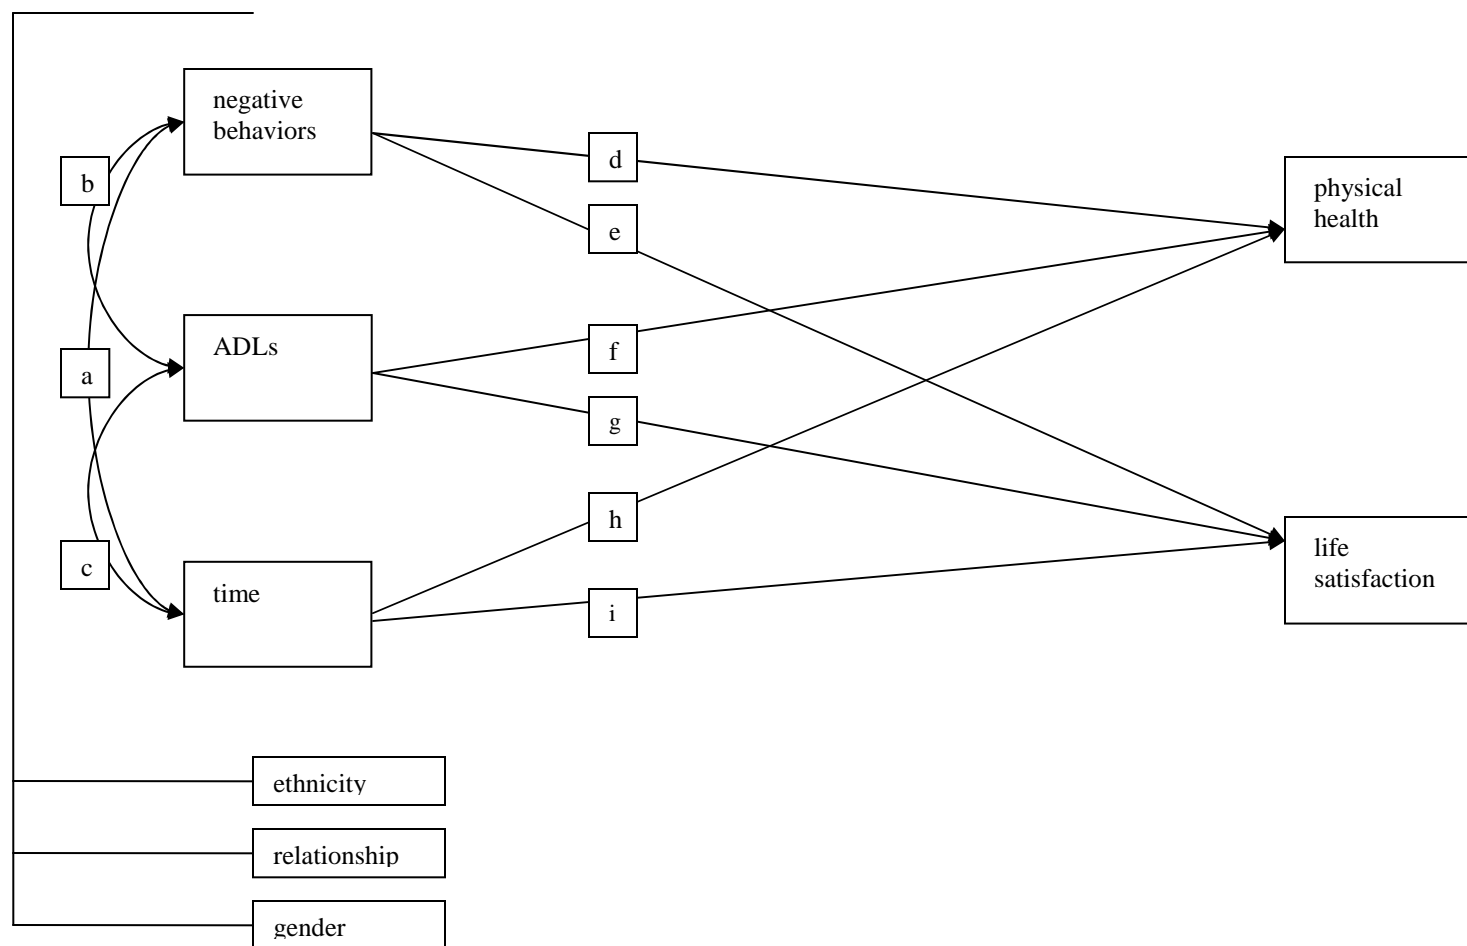 negative
behaviors
b
d
physical
health
e
ADLs
a
f
g
h
life
satisfaction
c
time
i
ethnicity
relationship
gender